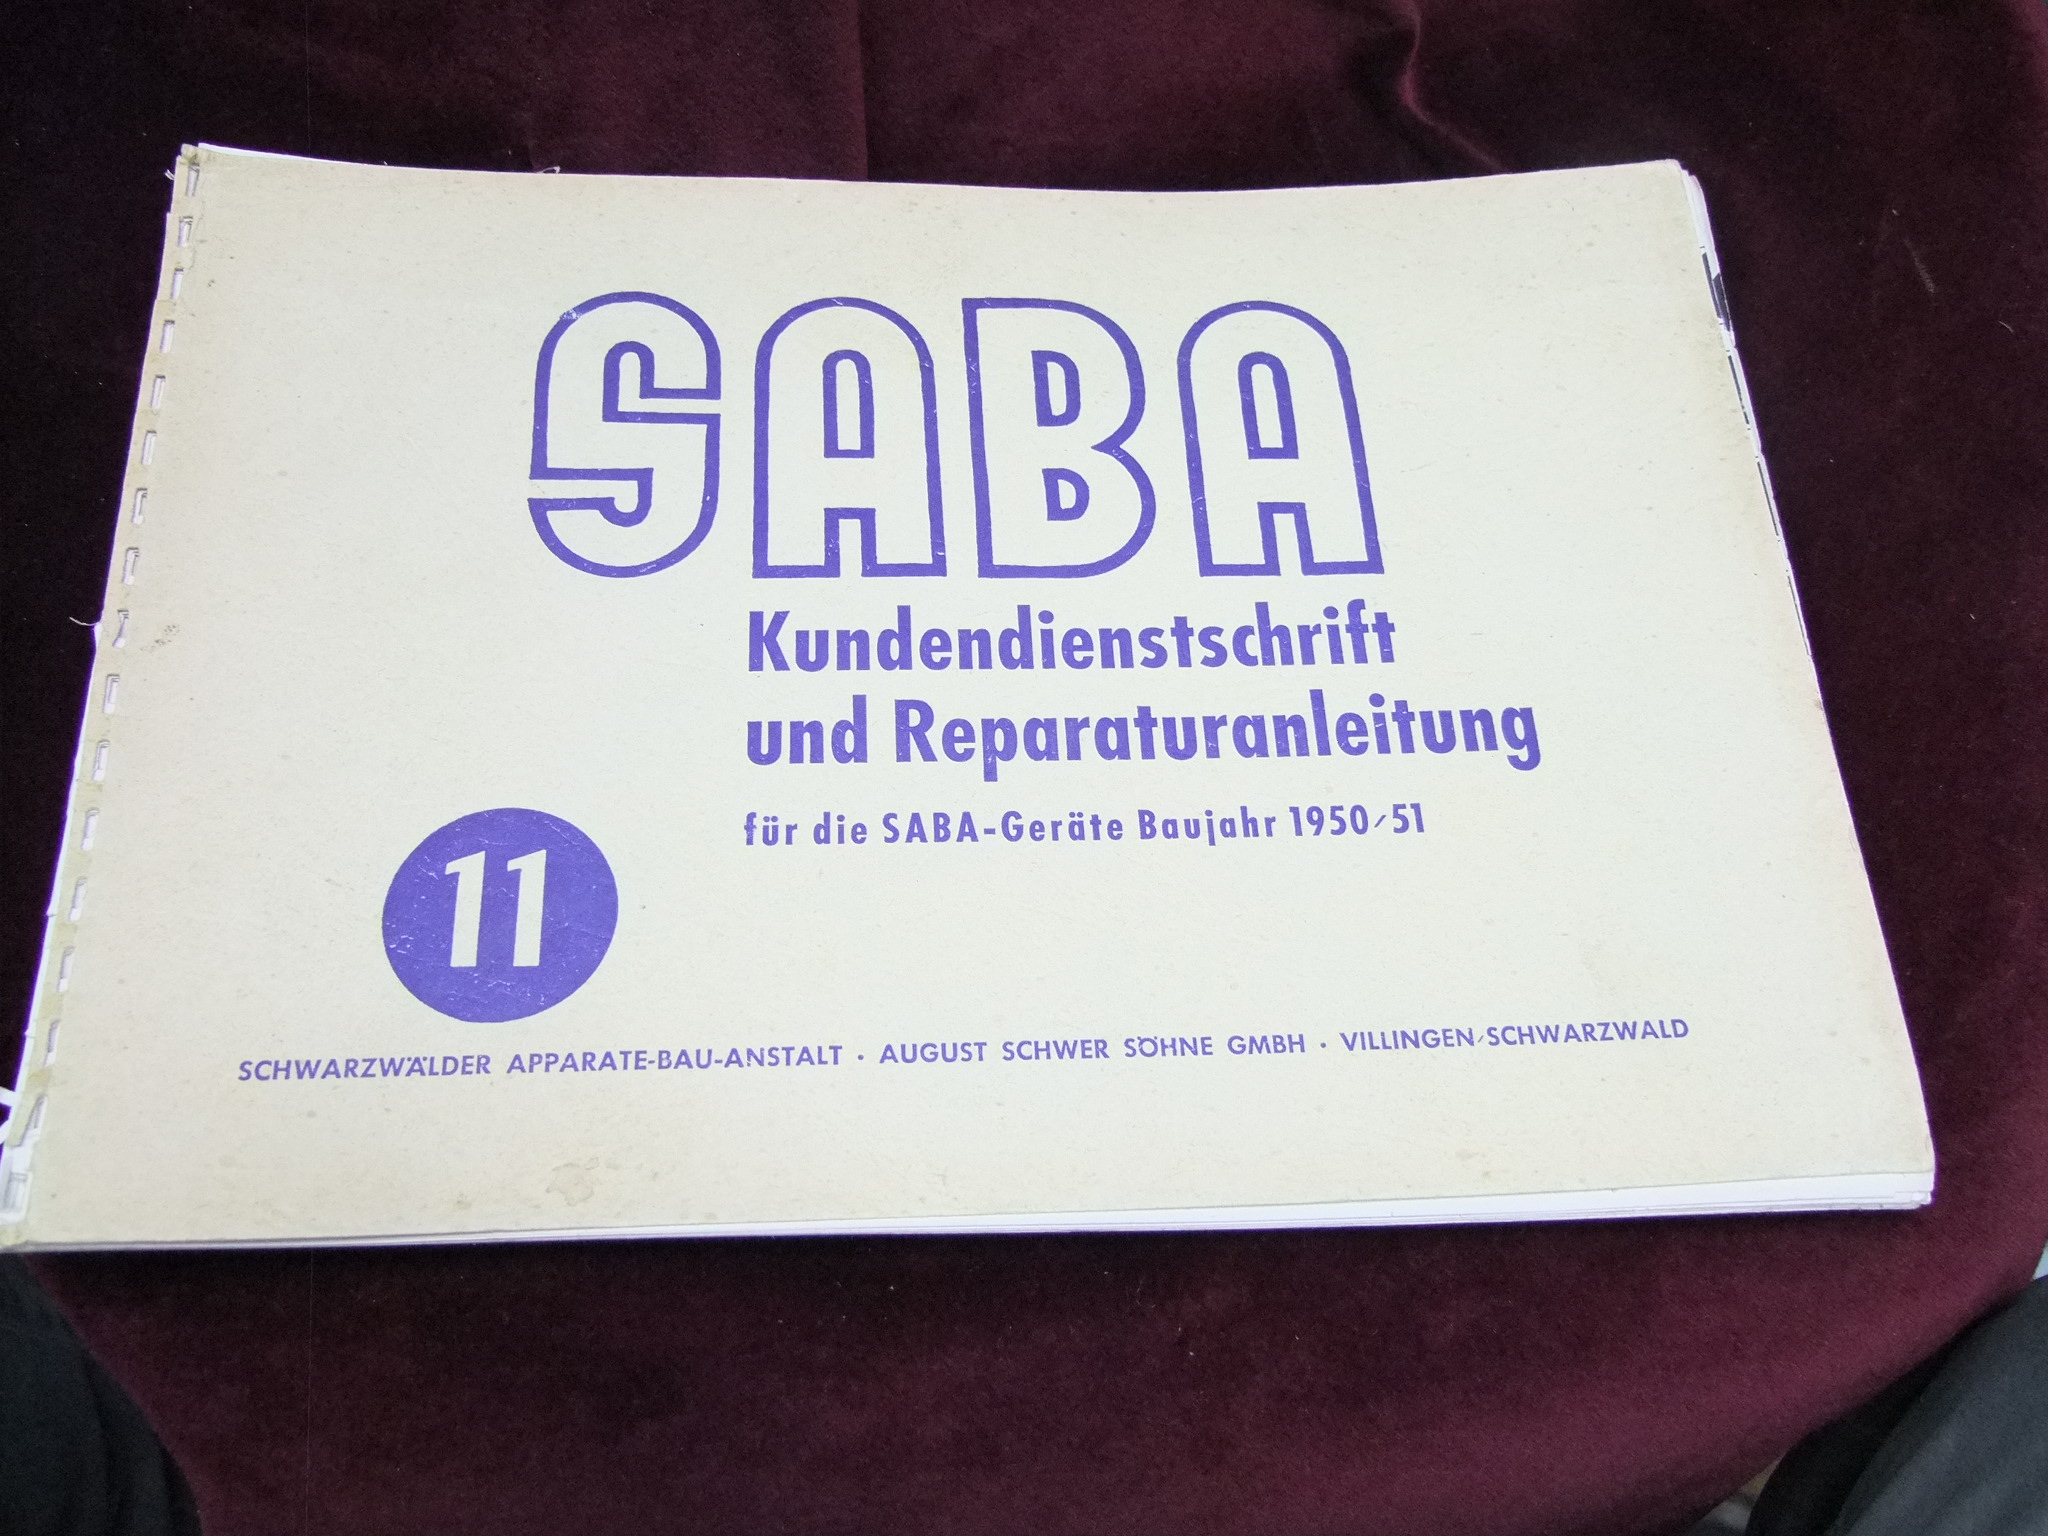 SABA
Kundendienstschrift
und Reparaturanleitung
für die SABA-Geräte Baujahr 1950/51
11
SCHWARZWÄLDER APPARATE-BAU-ANSTALT · AUGUST SCHWER SÖHNE GMBH · VILLINGEN/SCHWARZWALD